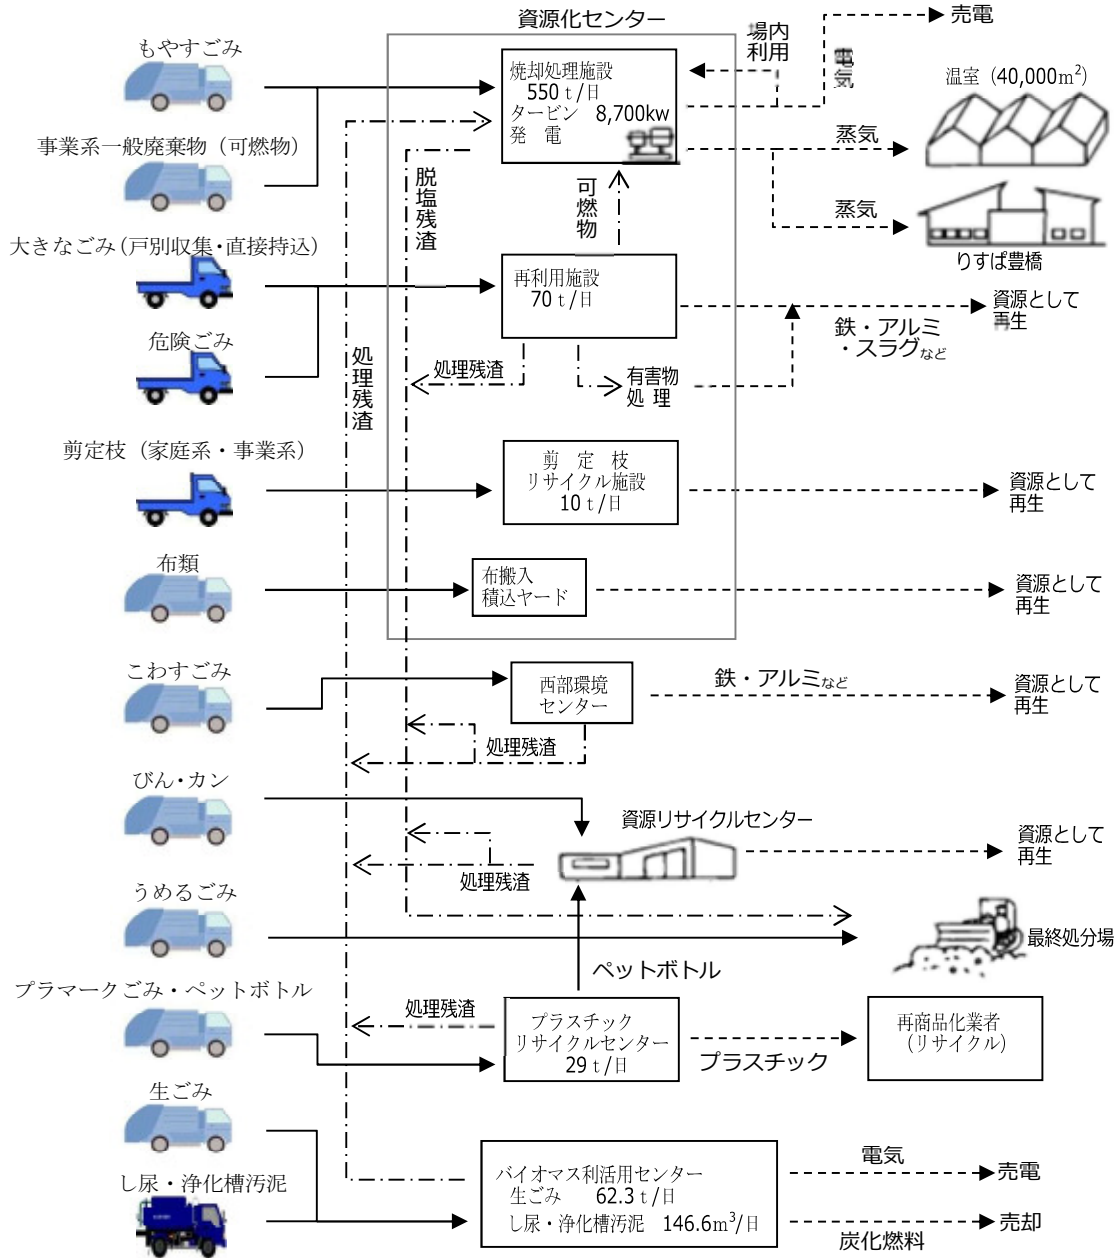 資源化センター
売電
もやすごみ
場内
利用
電気
焼却処理施設
550ｔ/日
タービン 8,700kw
発 電
温室（40,000m²）
事業系一般廃棄物（可燃物）
蒸気
脱塩残渣
可燃物
蒸気
りすぱ豊橋
大きなごみ(戸別収集・直接持込)
再利用施設
70ｔ/日
資源として
再生
鉄・アルミ
・スラグなど
危険ごみ
処理残渣
処理残渣
有害物
処 理
剪定枝（家庭系・事業系）
剪 定 枝
リサイクル施設
10ｔ/日
資源として
再生
布類
布搬入
積込ヤード
資源として
再生
こわすごみ
西部環境
センター
鉄・アルミなど
資源として
再生
処理残渣
びん・カン
資源リサイクルセンター
資源として
再生
処理残渣
うめるごみ
最終処分場
ペットボトル
プラマークごみ・ペットボトル
処理残渣
プラスチック
リサイクルセンター
29ｔ/日
プラスチック
再商品化業者
（リサイクル）
生ごみ
バイオマス利活用センター
生ごみ 62.3ｔ/日
し尿・浄化槽汚泥 146.6m³/日
電気
売電
し尿・浄化槽汚泥
炭化燃料
売却